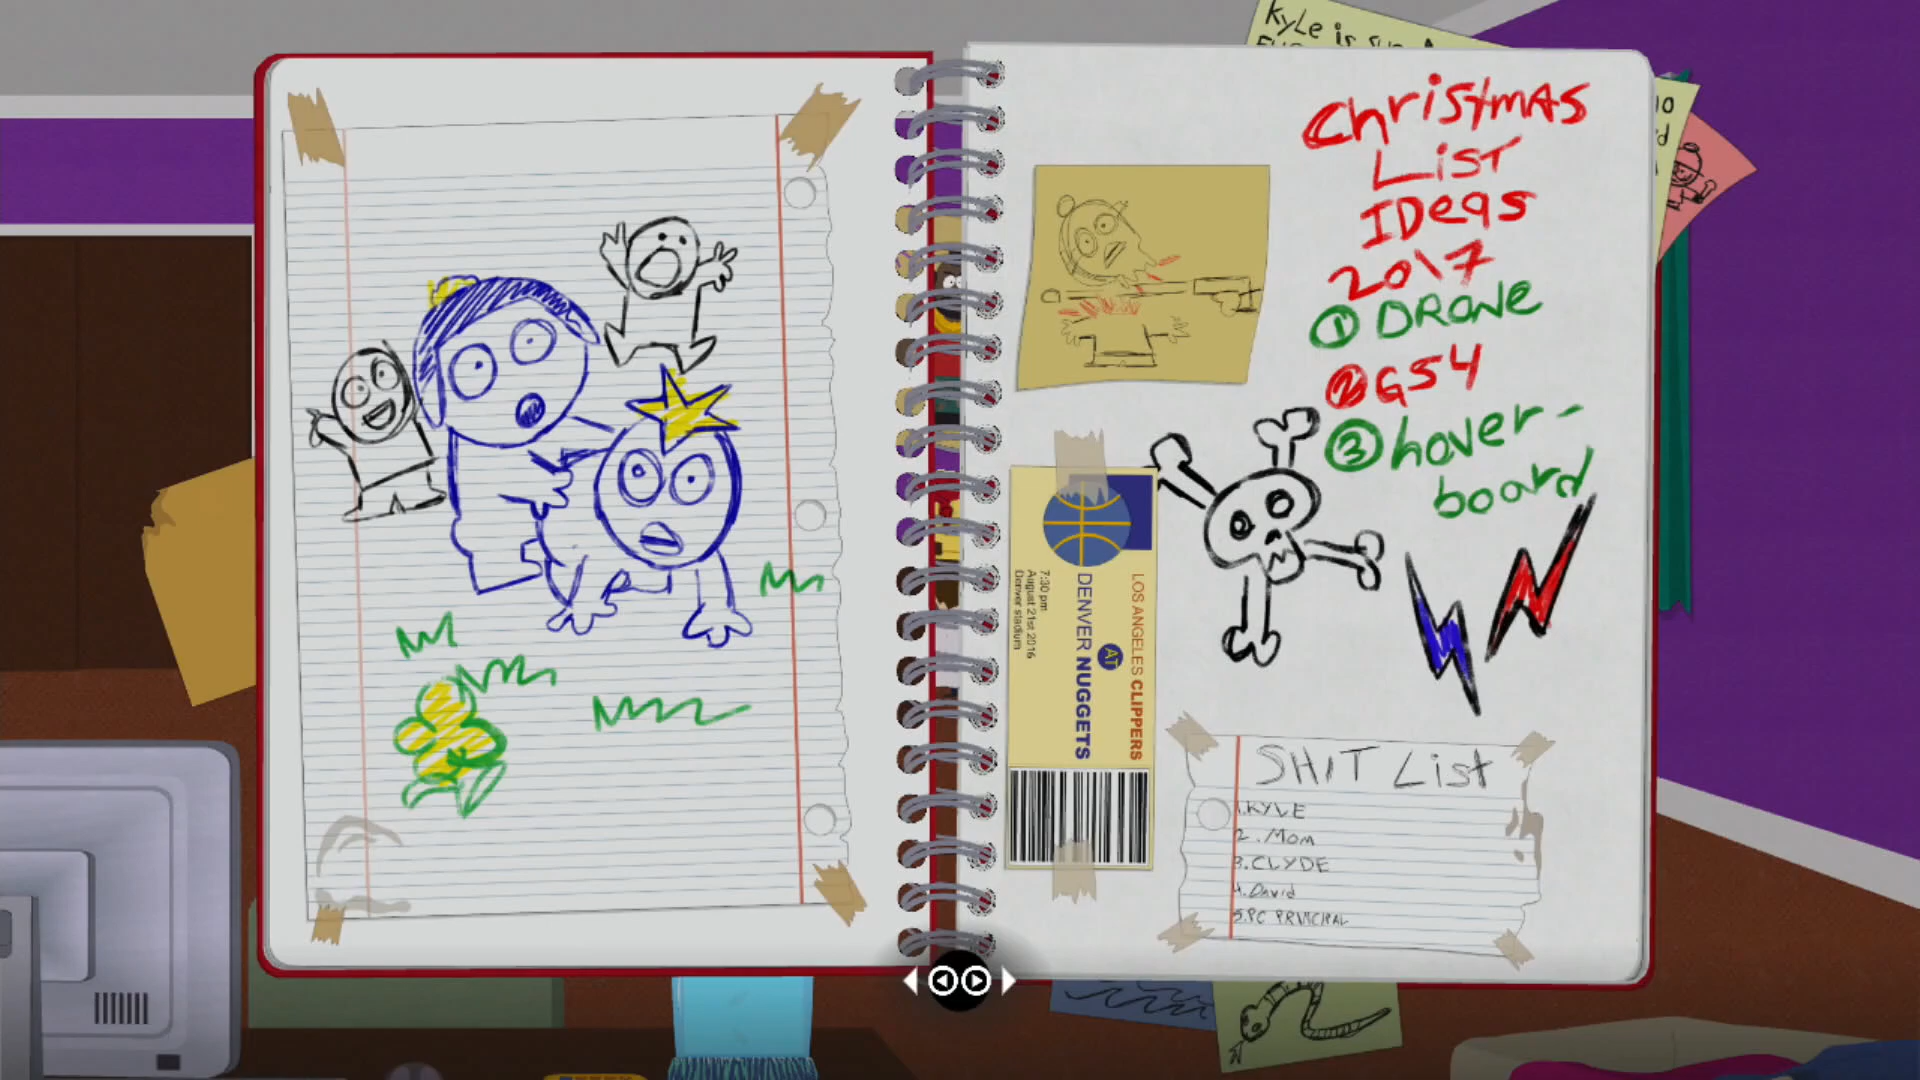 KyLe is
10
ChristmAS
LisT
IDeas
2017
① DRONe
② GS4
③ hover-
board
LOS ANGELES CLIPPERS
AT
DENVER NUGGETS
7:30 pm
August 21st 2016
Denver stadium
SHIT List
1.KYLE
2.Mom
3.CLYDE
4.David
5.PC PRNICIPAL